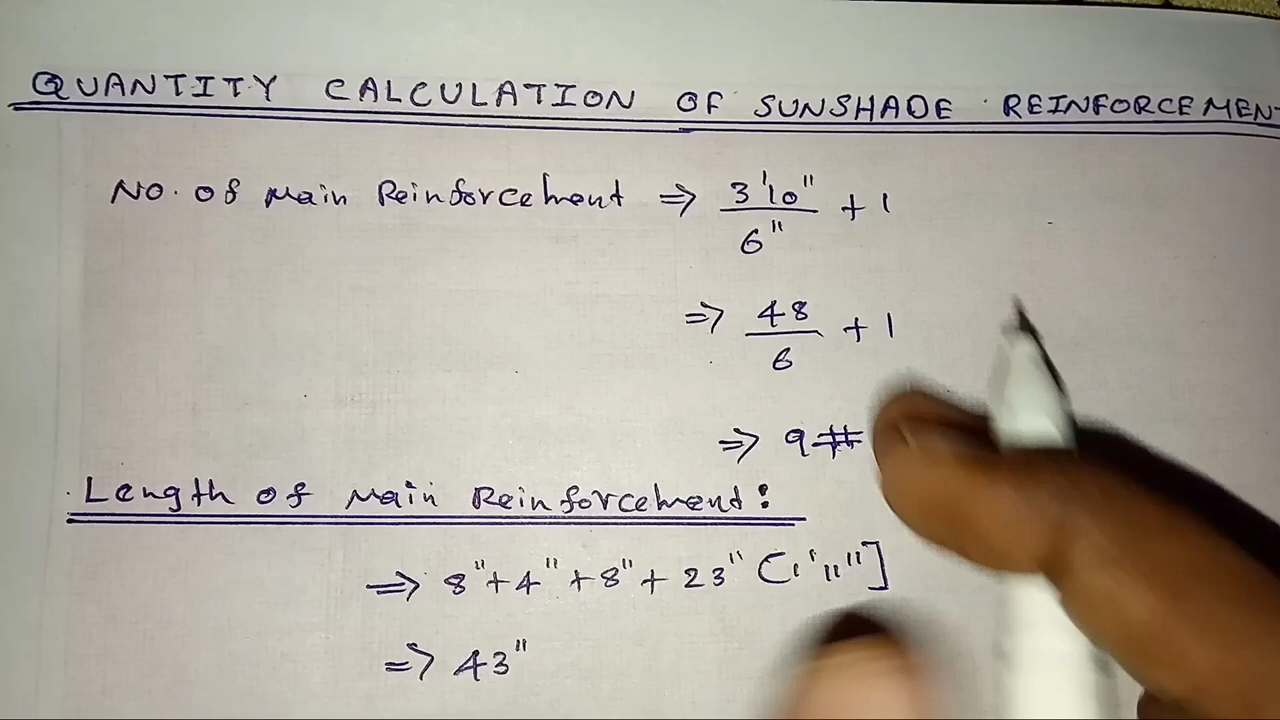 QUANTITY CALCULATION OF SUNSHADE REINFORCEMENT
No. of Main Reinforcement ⇒ 3'10"/6" + 1
⇒ 48/6 + 1
⇒ 9#
Length of Main Reinforcement:
⇒ 8" + 4" + 8" + 23" (1'11"]
⇒ 43"